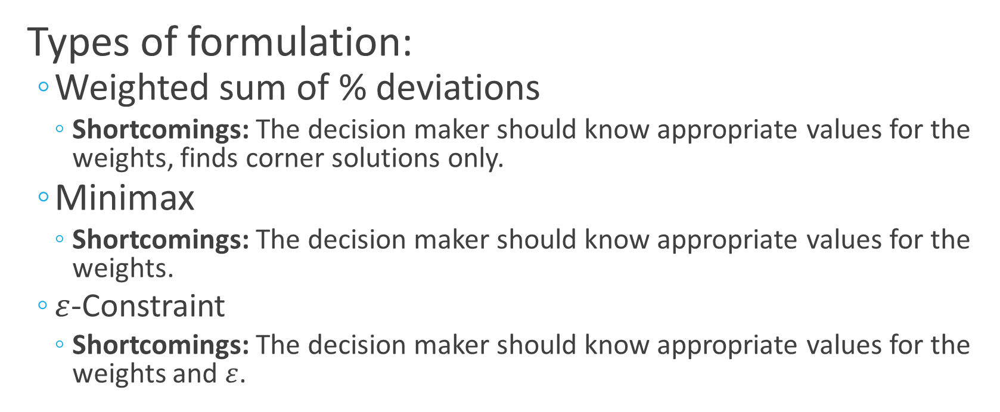 Types of formulation:
◦ Weighted sum of % deviations
◦ Shortcomings: The decision maker should know appropriate values for the
weights, finds corner solutions only.
◦ Minimax
◦ Shortcomings: The decision maker should know appropriate values for the
weights.
◦ 𝜀-Constraint
◦ Shortcomings: The decision maker should know appropriate values for the
weights and 𝜀.